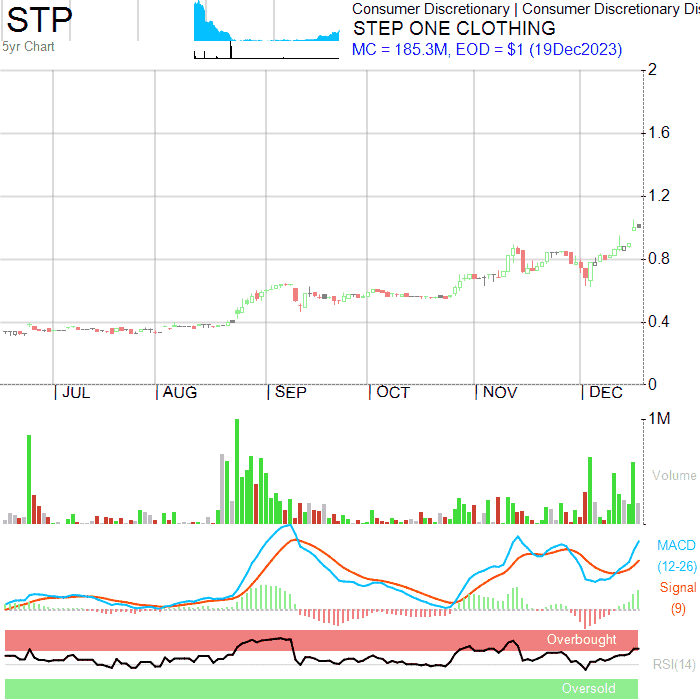 STP
5yr Chart
Consumer Discretionary | Consumer Discretionary Dis
STEP ONE CLOTHING
MC = 185.3M, EOD = $1 (19Dec2023)
2
1.6
1.2
0.8
0.4
0
JUL AUG SEP OCT NOV DEC
1M
Volume
MACD
(12-26)
Signal
(9)
Overbought
RSI(14)
Oversold